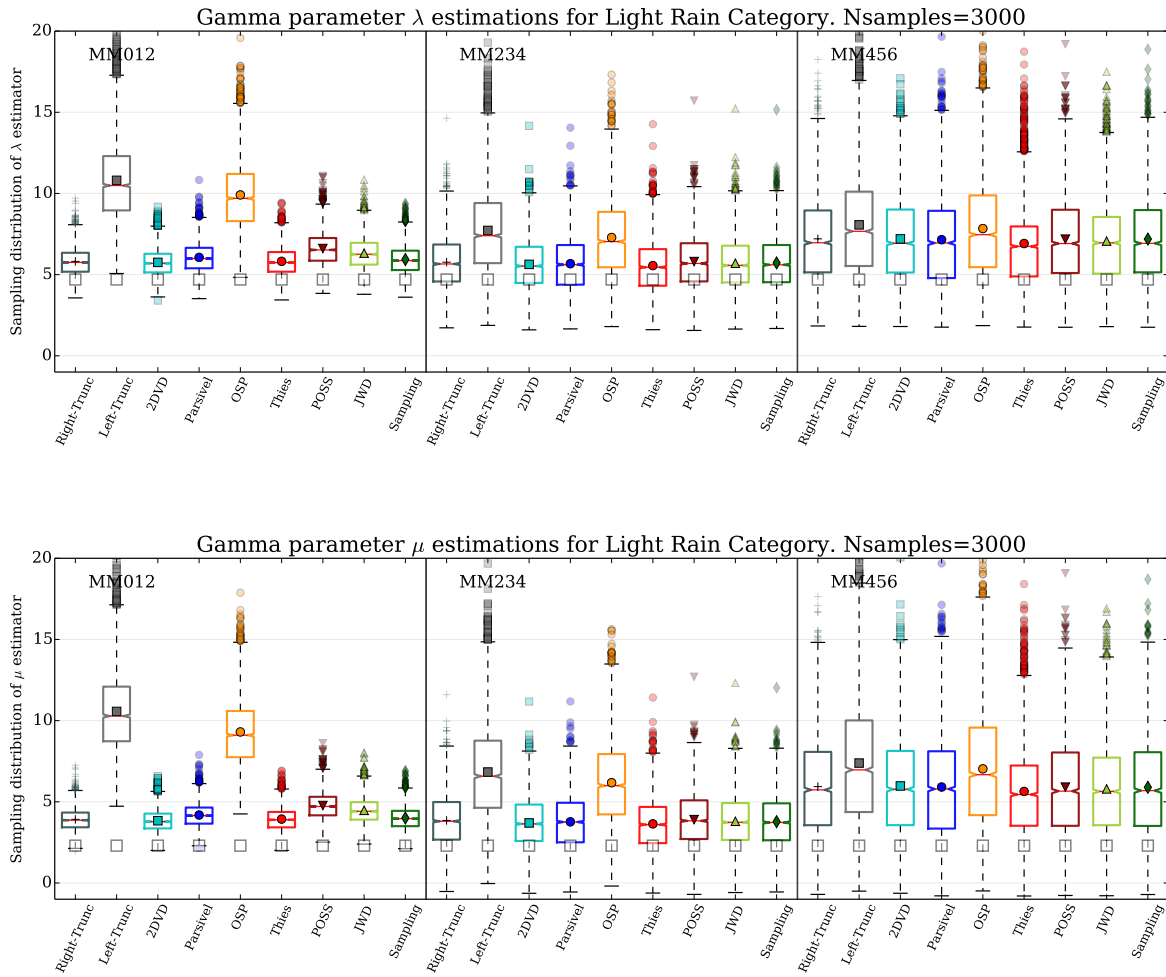 Gamma parameter λ estimations for Light Rain Category. Nsamples=3000
Sampling distribution of λ estimator
20
15
10
5
0
MM012
MM234
MM456
Right-Trunc
Left-Trunc
2DVD
Parsivel
OSP
Thies
POSS
JWD
Sampling
Right-Trunc
Left-Trunc
2DVD
Parsivel
OSP
Thies
POSS
JWD
Sampling
Right-Trunc
Left-Trunc
2DVD
Parsivel
OSP
Thies
POSS
JWD
Sampling
Gamma parameter μ estimations for Light Rain Category. Nsamples=3000
Sampling distribution of μ estimator
20
15
10
5
0
MM012
MM234
MM456
Right-Trunc
Left-Trunc
2DVD
Parsivel
OSP
Thies
POSS
JWD
Sampling
Right-Trunc
Left-Trunc
2DVD
Parsivel
OSP
Thies
POSS
JWD
Sampling
Right-Trunc
Left-Trunc
2DVD
Parsivel
OSP
Thies
POSS
JWD
Sampling